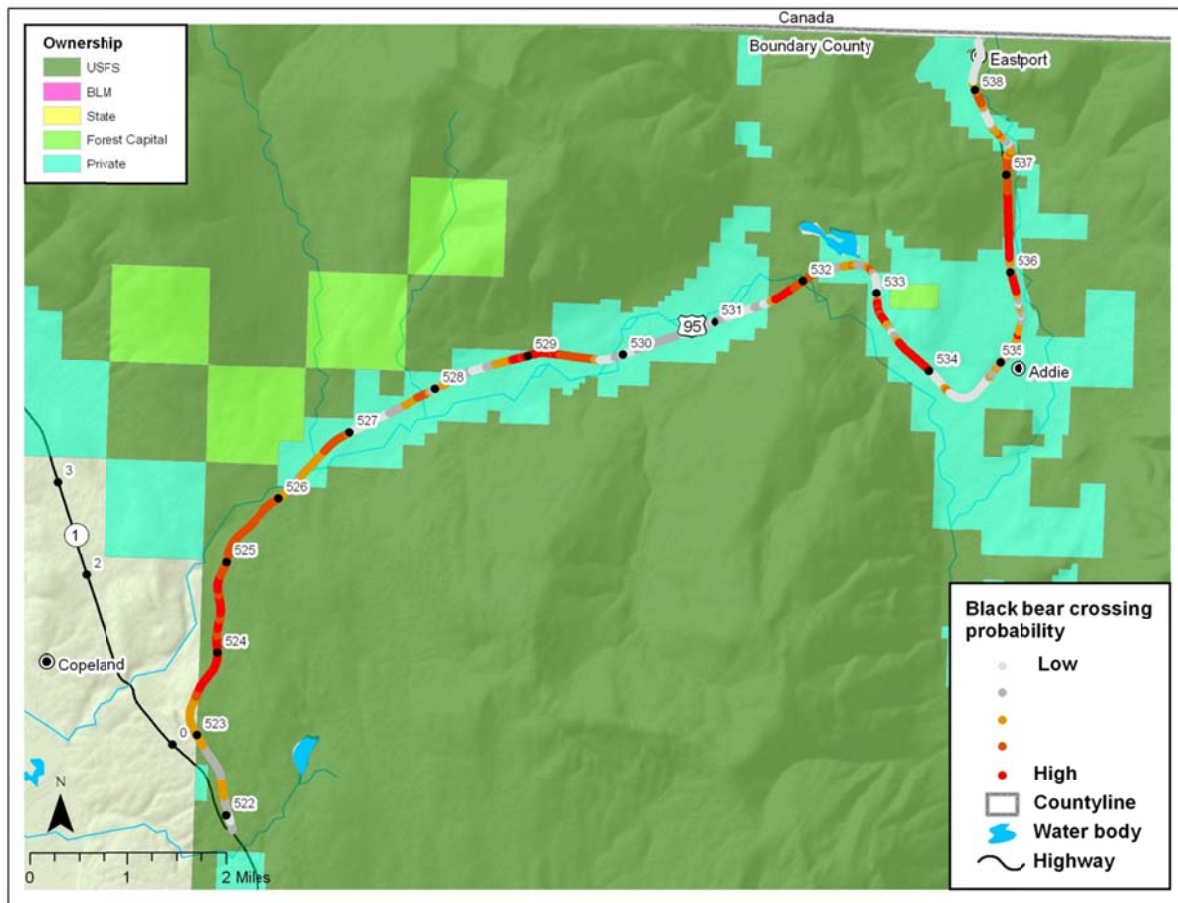 Canada
Boundary County
Ownership
USFS
BLM
State
Forest Capital
Private
Eastport
538
537
536
532
533
531
95
530
529
534
535
Addie
528
527
526
3
1
2
525
524
Copeland
523
0
522
N
0 1 2 Miles
Black bear crossing
probability
Low
High
Countyline
Water body
Highway